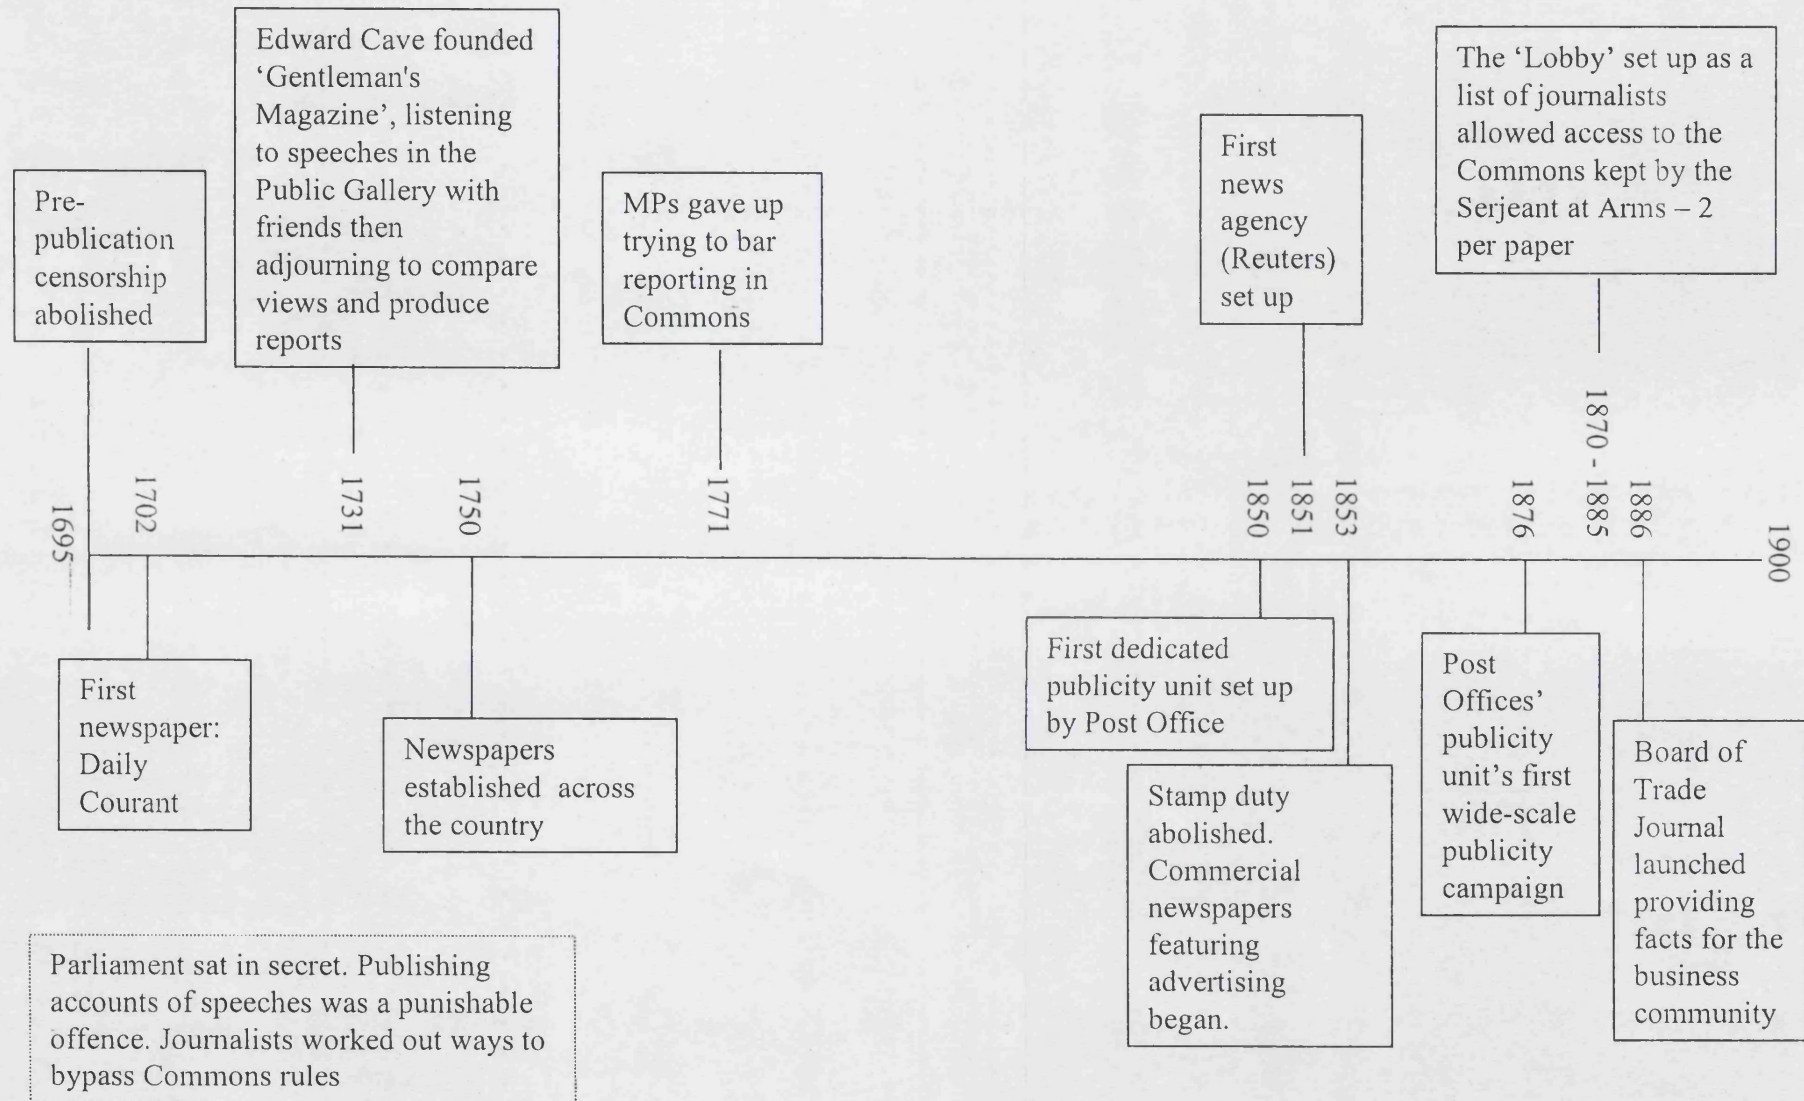 Pre-
publication
censorship
abolished
Edward Cave founded
‘Gentleman's
Magazine’, listening
to speeches in the
Public Gallery with
friends then
adjourning to compare
views and produce
reports
MPs gave up
trying to bar
reporting in
Commons
First
news
agency
(Reuters)
set up
The ‘Lobby’ set up as a
list of journalists
allowed access to the
Commons kept by the
Serjeant at Arms – 2
per paper
1695
1702
1731
1750
1771
1850
1851
1853
1876
1870 - 1885
1886
1900
First
newspaper:
Daily
Courant
Newspapers
established across
the country
First dedicated
publicity unit set up
by Post Office
Stamp duty
abolished.
Commercial
newspapers
featuring
advertising
began.
Post
Offices’
publicity
unit's first
wide-scale
publicity
campaign
Board of
Trade
Journal
launched
providing
facts for the
business
community
Parliament sat in secret. Publishing
accounts of speeches was a punishable
offence. Journalists worked out ways to
bypass Commons rules